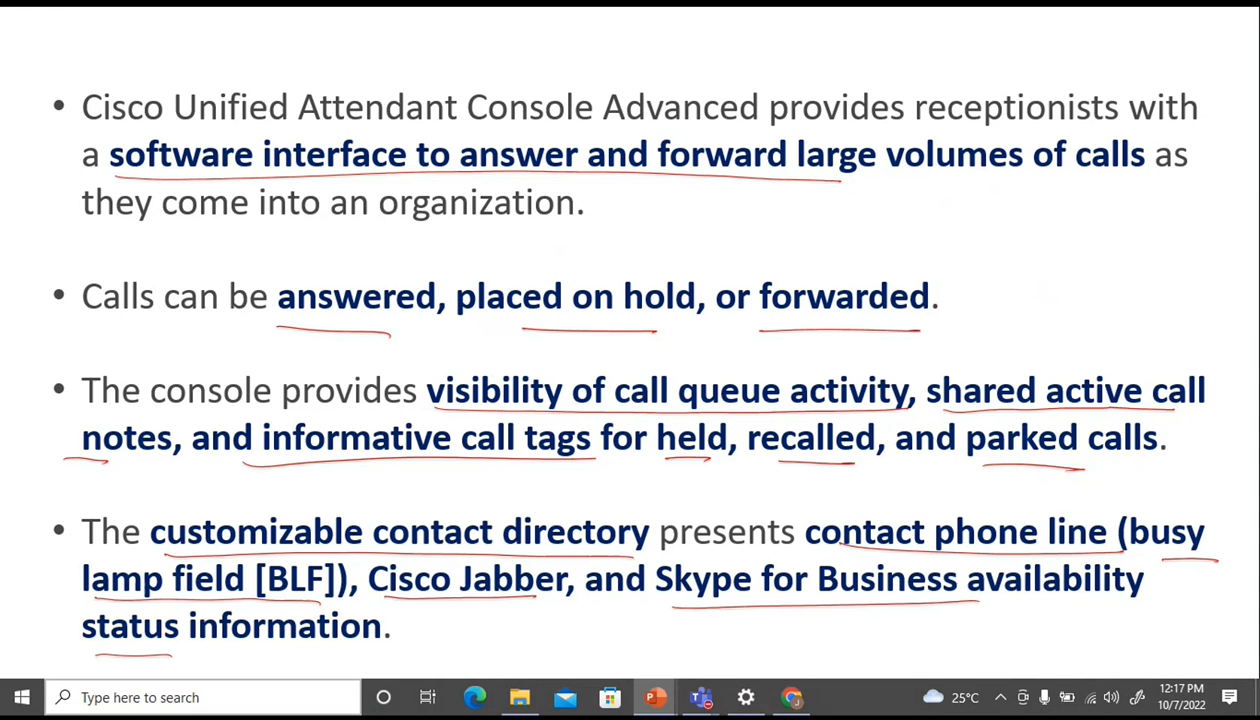 • Cisco Unified Attendant Console Advanced provides receptionists with
a software interface to answer and forward large volumes of calls as
they come into an organization.
• Calls can be answered, placed on hold, or forwarded.
• The console provides visibility of call queue activity, shared active call
notes, and informative call tags for held, recalled, and parked calls.
• The customizable contact directory presents contact phone line (busy
lamp field [BLF]), Cisco Jabber, and Skype for Business availability
status information.
Type here to search
25°C
12:17 PM
10/7/2022